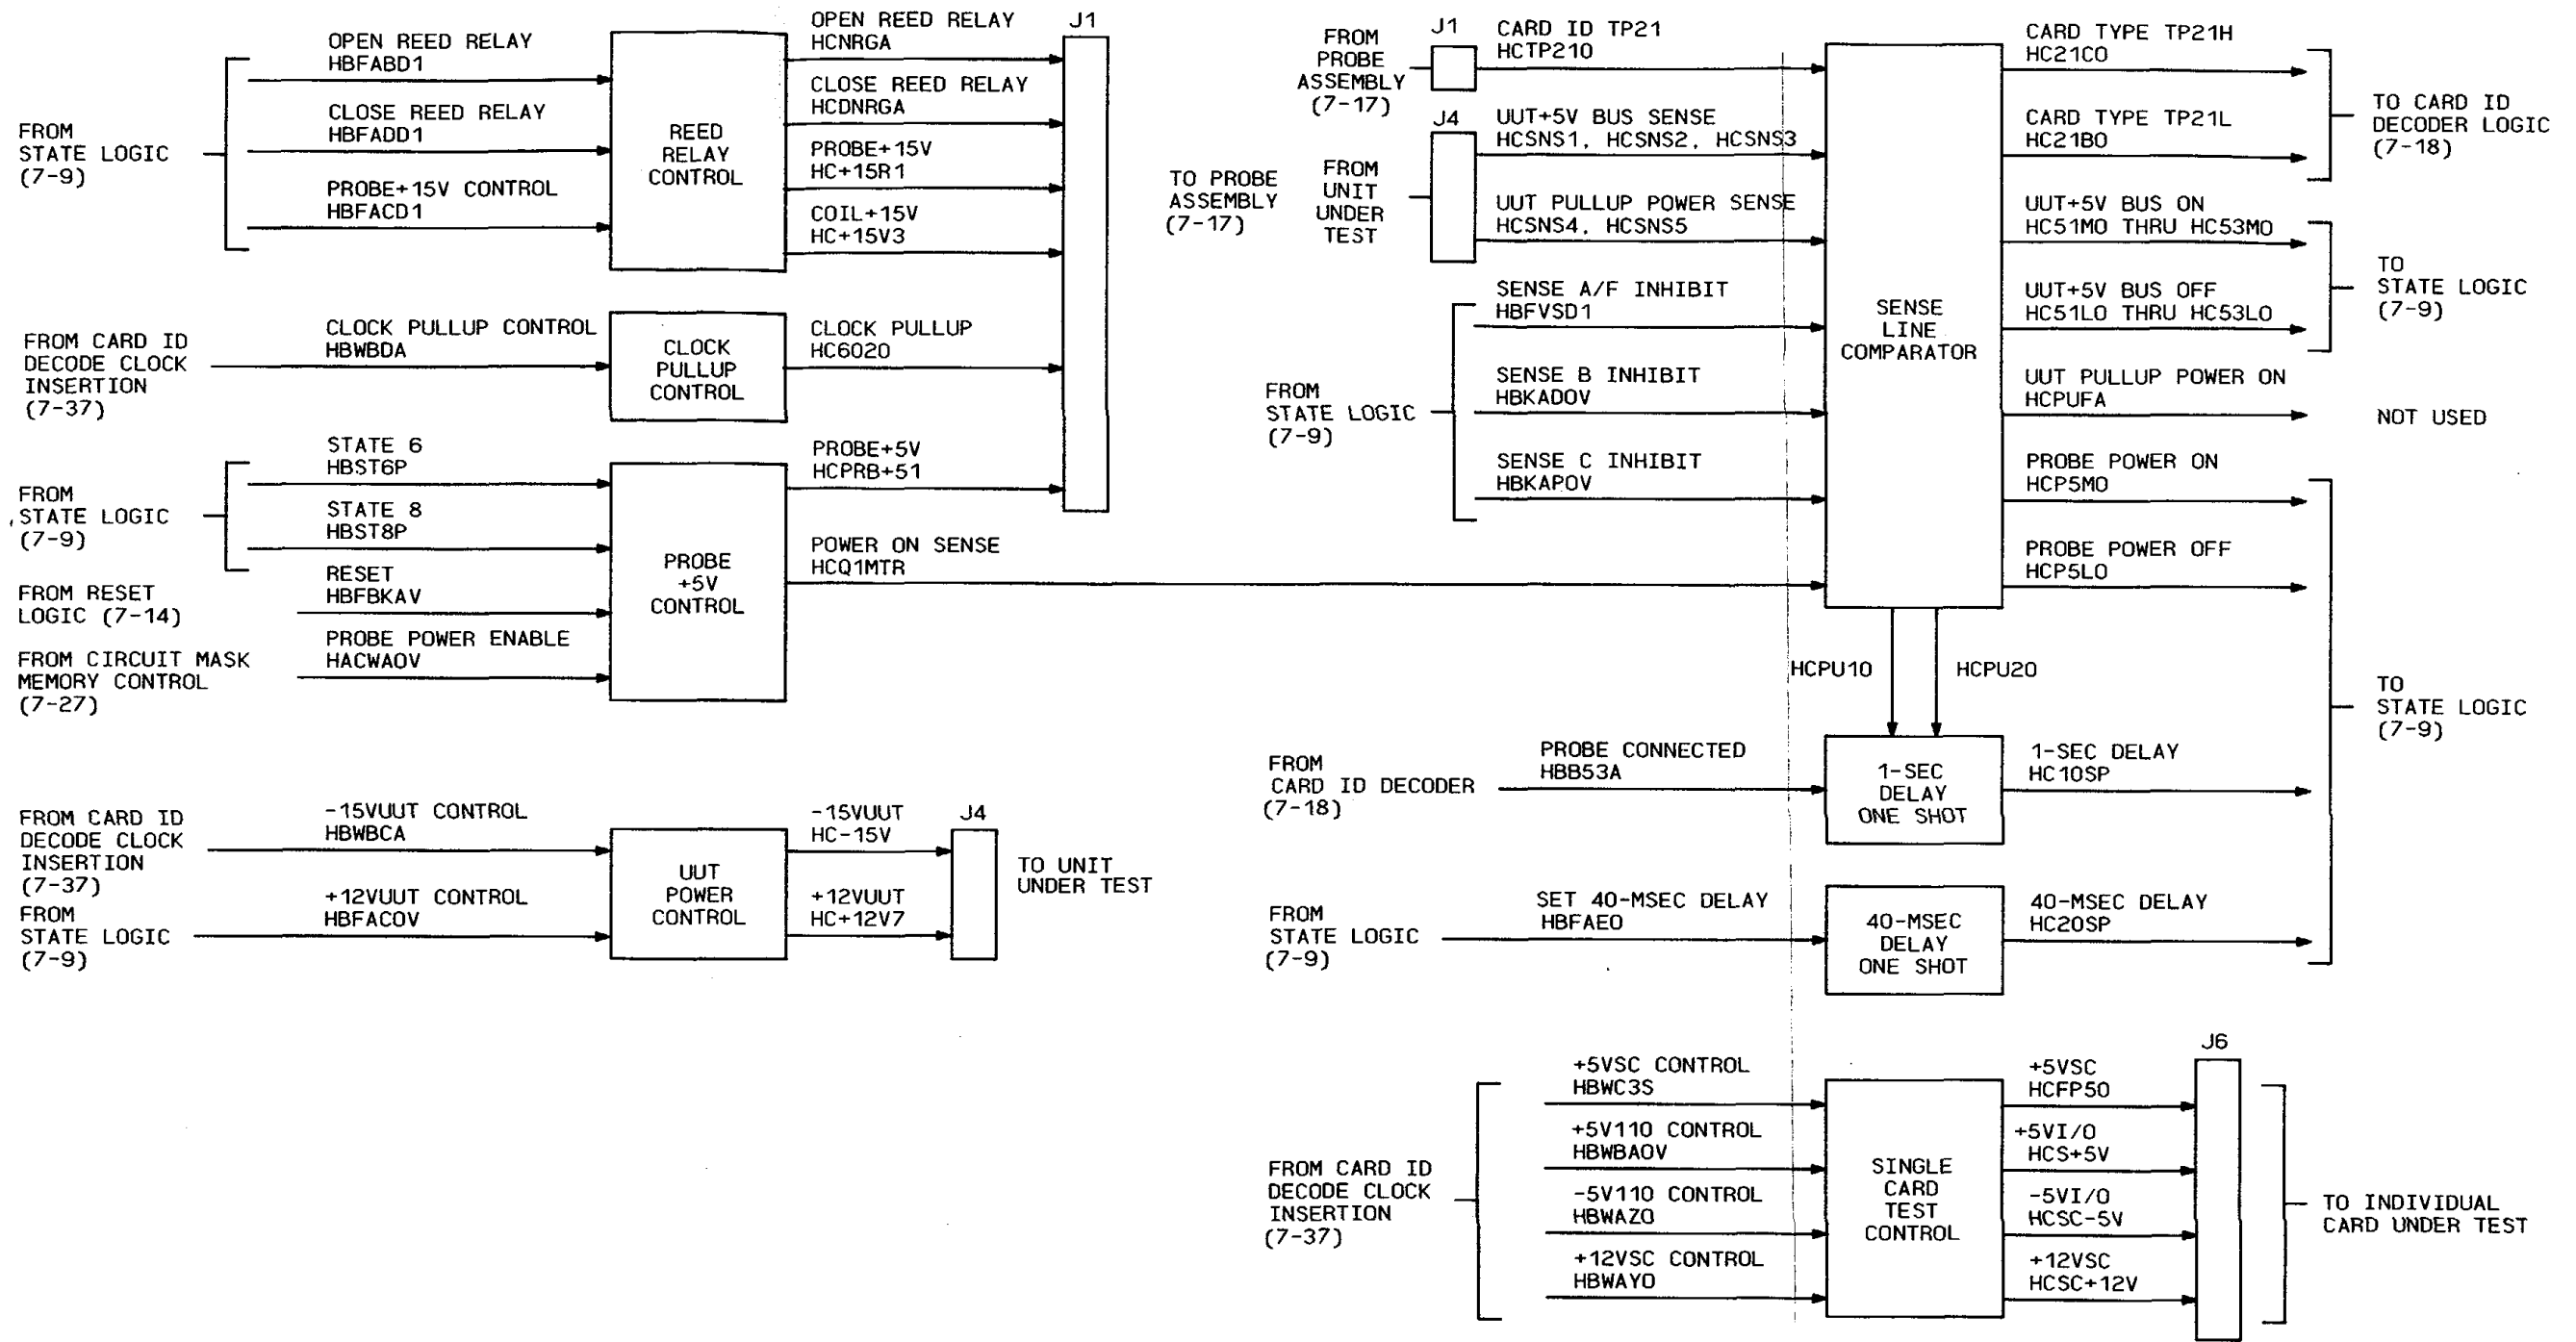 OPEN REED RELAY
HBFABD1
CLOSE REED RELAY
HBFADD1
PROBE+15V CONTROL
HBFACD1
FROM
STATE LOGIC
(7-9)
REED
RELAY
CONTROL
OPEN REED RELAY
HCNRGA
CLOSE REED RELAY
HCDNRGA
PROBE+15V
HC+15R1
COIL+15V
HC+15V3
J1
TO PROBE
ASSEMBLY
(7-17)
FROM CARD ID
DECODE CLOCK
INSERTION
(7-37)
CLOCK PULLUP CONTROL
HBWBDA
CLOCK
PULLUP
CONTROL
CLOCK PULLUP
HC6020
FROM
STATE LOGIC
(7-9)
STATE 6
HBST6P
STATE 8
HBST8P
FROM RESET
LOGIC (7-14)
RESET
HBFBKAV
FROM CIRCUIT MASK
MEMORY CONTROL
(7-27)
PROBE POWER ENABLE
HACWAOV
PROBE
+5V
CONTROL
PROBE+5V
HCPRB+51
POWER ON SENSE
HCQ1MTR
FROM CARD ID
DECODE CLOCK
INSERTION
(7-37)
FROM
STATE LOGIC
(7-9)
-15VUUT CONTROL
HBWBCA
+12VUUT CONTROL
HBFACOV
UUT
POWER
CONTROL
-15VUUT
HC-15V
+12VUUT
HC+12V7
J4
TO UNIT
UNDER TEST
FROM
PROBE
ASSEMBLY
(7-17)
J1
CARD ID TP21
HCTP210
FROM
UNIT
UNDER
TEST
J4
UUT+5V BUS SENSE
HCSNS1, HCSNS2, HCSNS3
UUT PULLUP POWER SENSE
HCSNS4, HCSNS5
FROM
STATE LOGIC
(7-9)
SENSE A/F INHIBIT
HBFVSD1
SENSE B INHIBIT
HBKADOV
SENSE C INHIBIT
HBKAPOV
SENSE
LINE
COMPARATOR
CARD TYPE TP21H
HC21CO
CARD TYPE TP21L
HC21BO
TO CARD ID
DECODER LOGIC
(7-18)
UUT+5V BUS ON
HC51MO THRU HC53MO
UUT+5V BUS OFF
HC51LO THRU HC53LO
TO
STATE LOGIC
(7-9)
UUT PULLUP POWER ON
HCPUFA
NOT USED
PROBE POWER ON
HCP5MO
PROBE POWER OFF
HCP5LO
HCPU10
HCPU20
TO
STATE LOGIC
(7-9)
FROM
CARD ID DECODER
(7-18)
PROBE CONNECTED
HBB53A
1-SEC
DELAY
ONE SHOT
1-SEC DELAY
HC10SP
FROM
STATE LOGIC
(7-9)
SET 40-MSEC DELAY
HBFAEO
40-MSEC
DELAY
ONE SHOT
40-MSEC DELAY
HC20SP
FROM CARD ID
DECODE CLOCK
INSERTION
(7-37)
+5VSC CONTROL
HBWC3S
+5V110 CONTROL
HBWBAOV
-5V110 CONTROL
HBWAZO
+12VSC CONTROL
HBWAYO
SINGLE
CARD
TEST
CONTROL
+5VSC
HCFP50
+5VI/O
HCS+5V
-5VI/O
HCSC-5V
+12VSC
HCSC+12V
J6
TO INDIVIDUAL
CARD UNDER TEST